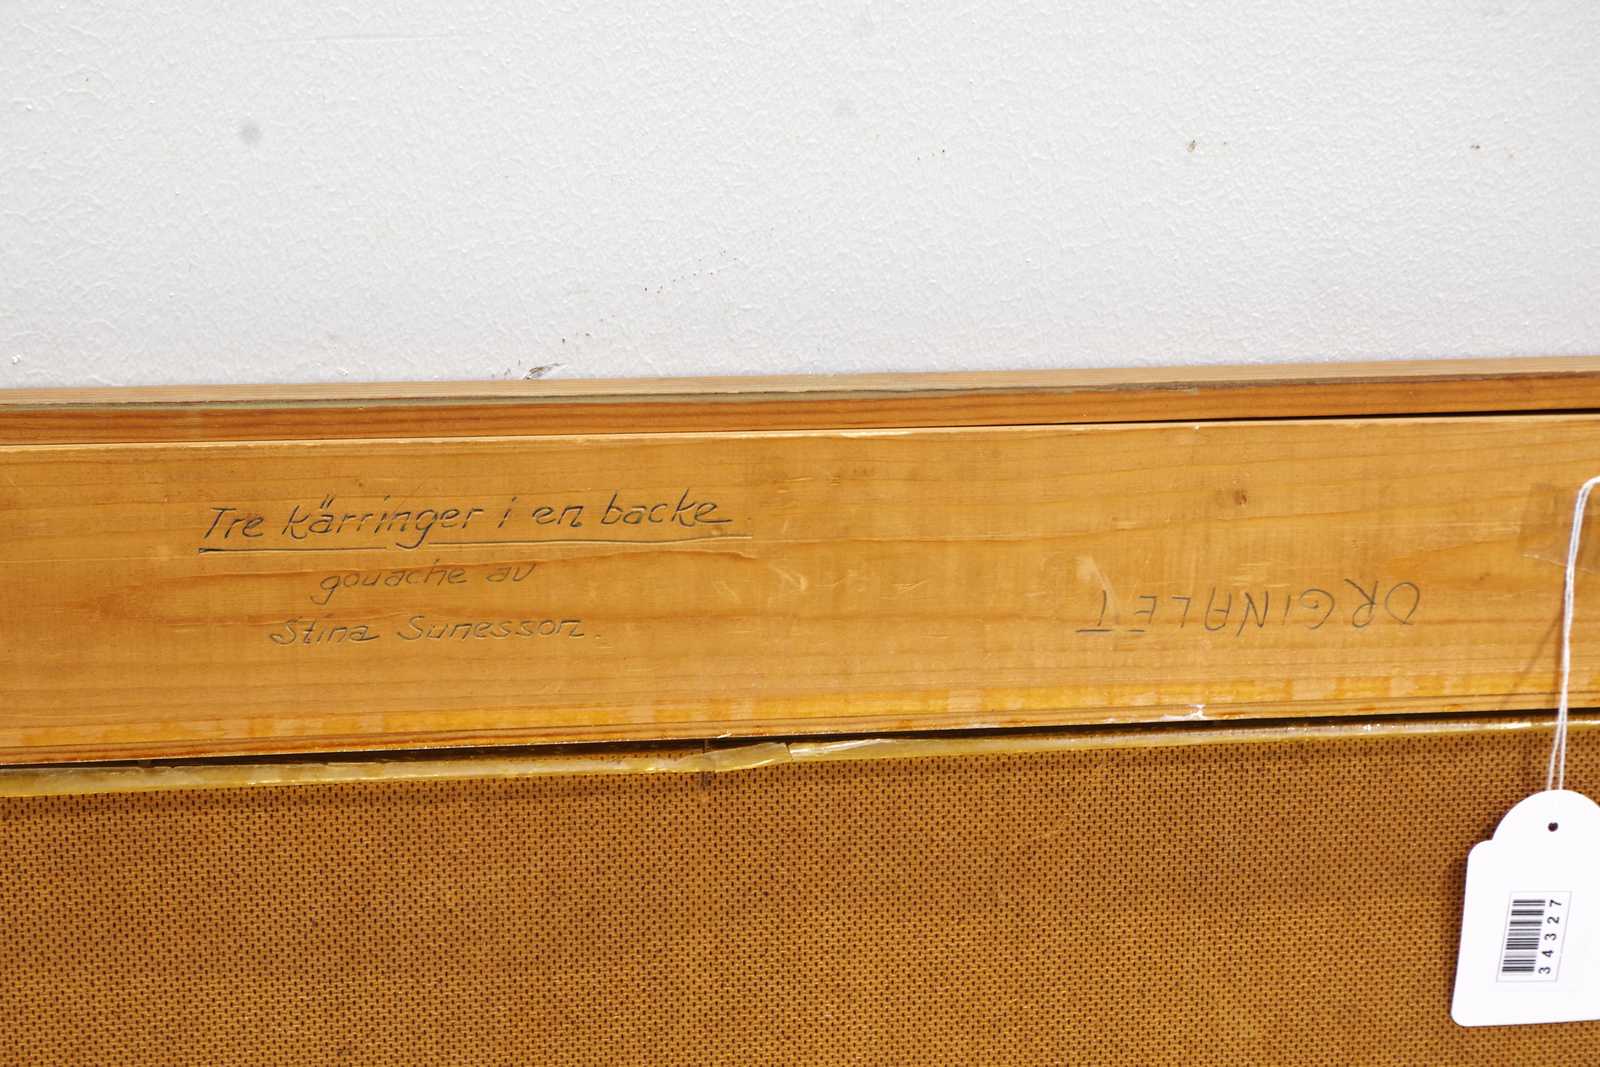 Tre kärringer i en backe
gouache av
Stina Sunesson.
ORGINALET
34327